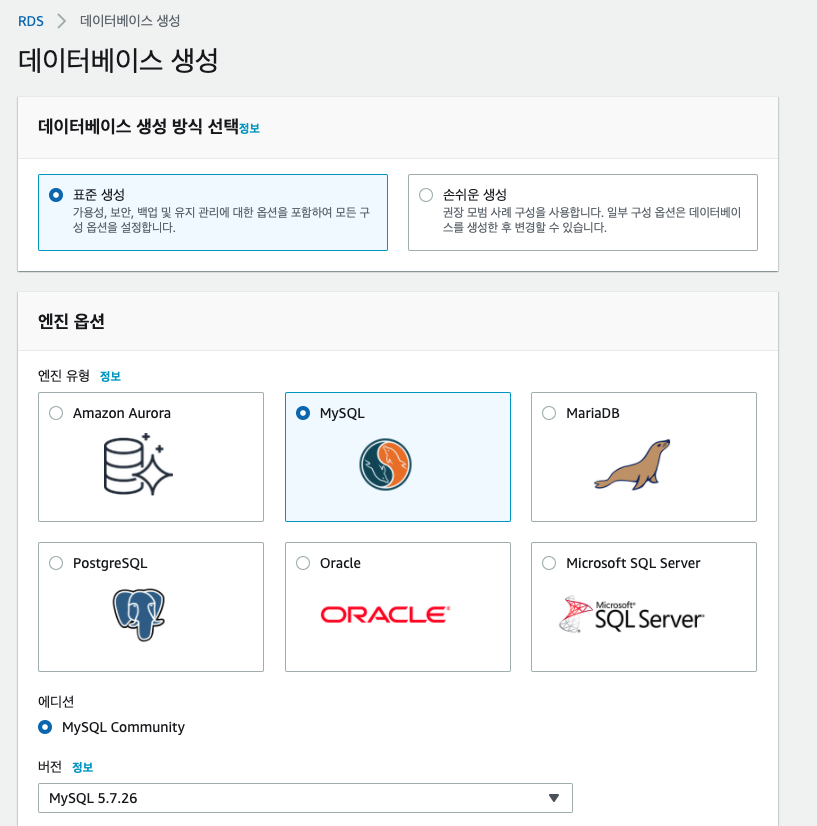 RDS > 데이터베이스 생성
데이터베이스 생성
데이터베이스 생성 방식 선택정보
표준 생성
가용성, 보안, 백업 및 유지 관리에 대한 옵션을 포함하여 모든 구
성 옵션을 설정합니다.
손쉬운 생성
권장 모범 사례 구성을 사용합니다. 일부 구성 옵션은 데이터베이
스를 생성한 후 변경할 수 있습니다.
엔진 옵션
엔진 유형 정보
Amazon Aurora
MySQL
MariaDB
PostgreSQL
Oracle
ORACLE®
Microsoft SQL Server
Microsoft®
SQL Server®
에디션
MySQL Community
버전 정보
MySQL 5.7.26